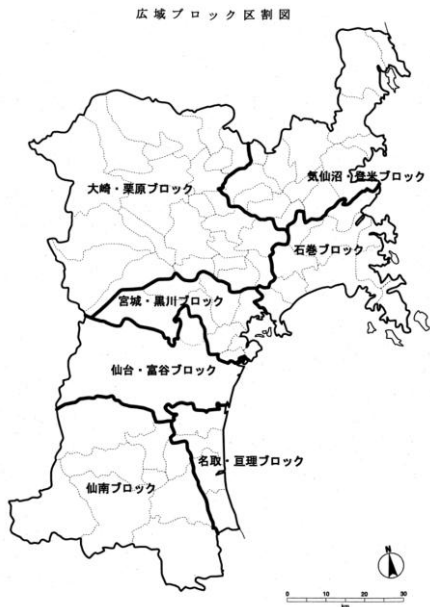 広域ブロック区割図
気仙沼・登米ブロック
大崎・栗原ブロック
石巻ブロック
宮城・黒川ブロック
仙台・富谷ブロック
名取・亘理ブロック
仙南ブロック
N
0 10 20 30
km